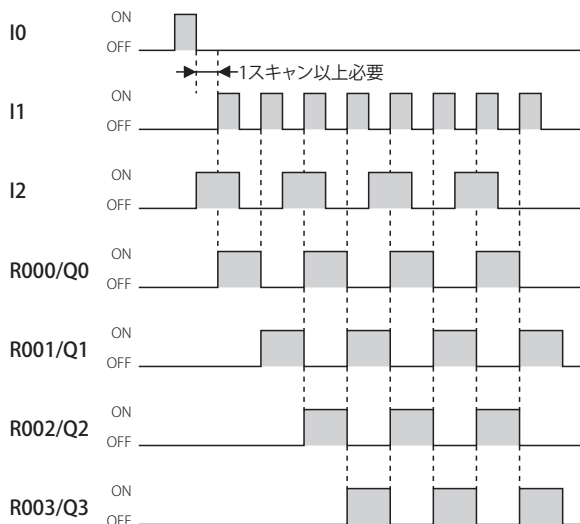 I0
ON
OFF
1スキャン以上必要
I1
ON
OFF
I2
ON
OFF
R000/Q0
ON
OFF
R001/Q1
ON
OFF
R002/Q2
ON
OFF
R003/Q3
ON
OFF